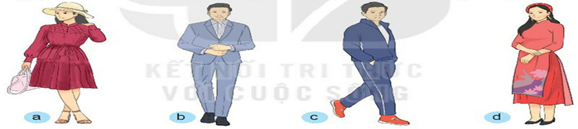 KẾT NỐI TRI THỨC
VỚI CUỘC SỐNG
a b c d